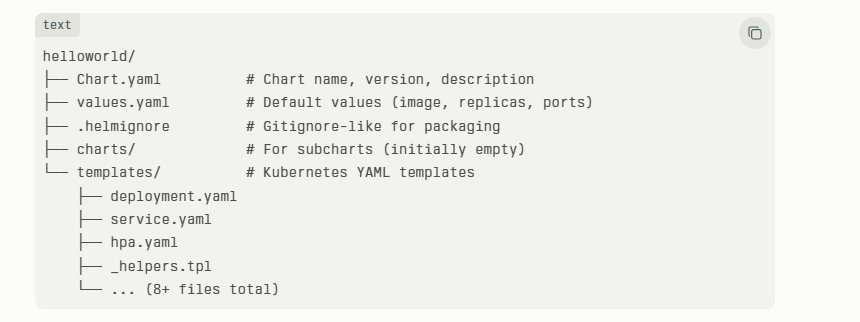 text
helloworld/
├── Chart.yaml          # Chart name, version, description
├── values.yaml         # Default values (image, replicas, ports)
├── .helmignore         # Gitignore-like for packaging
├── charts/             # For subcharts (initially empty)
└── templates/          # Kubernetes YAML templates
    ├── deployment.yaml
    ├── service.yaml
    ├── hpa.yaml
    ├── _helpers.tpl
    └── ... (8+ files total)